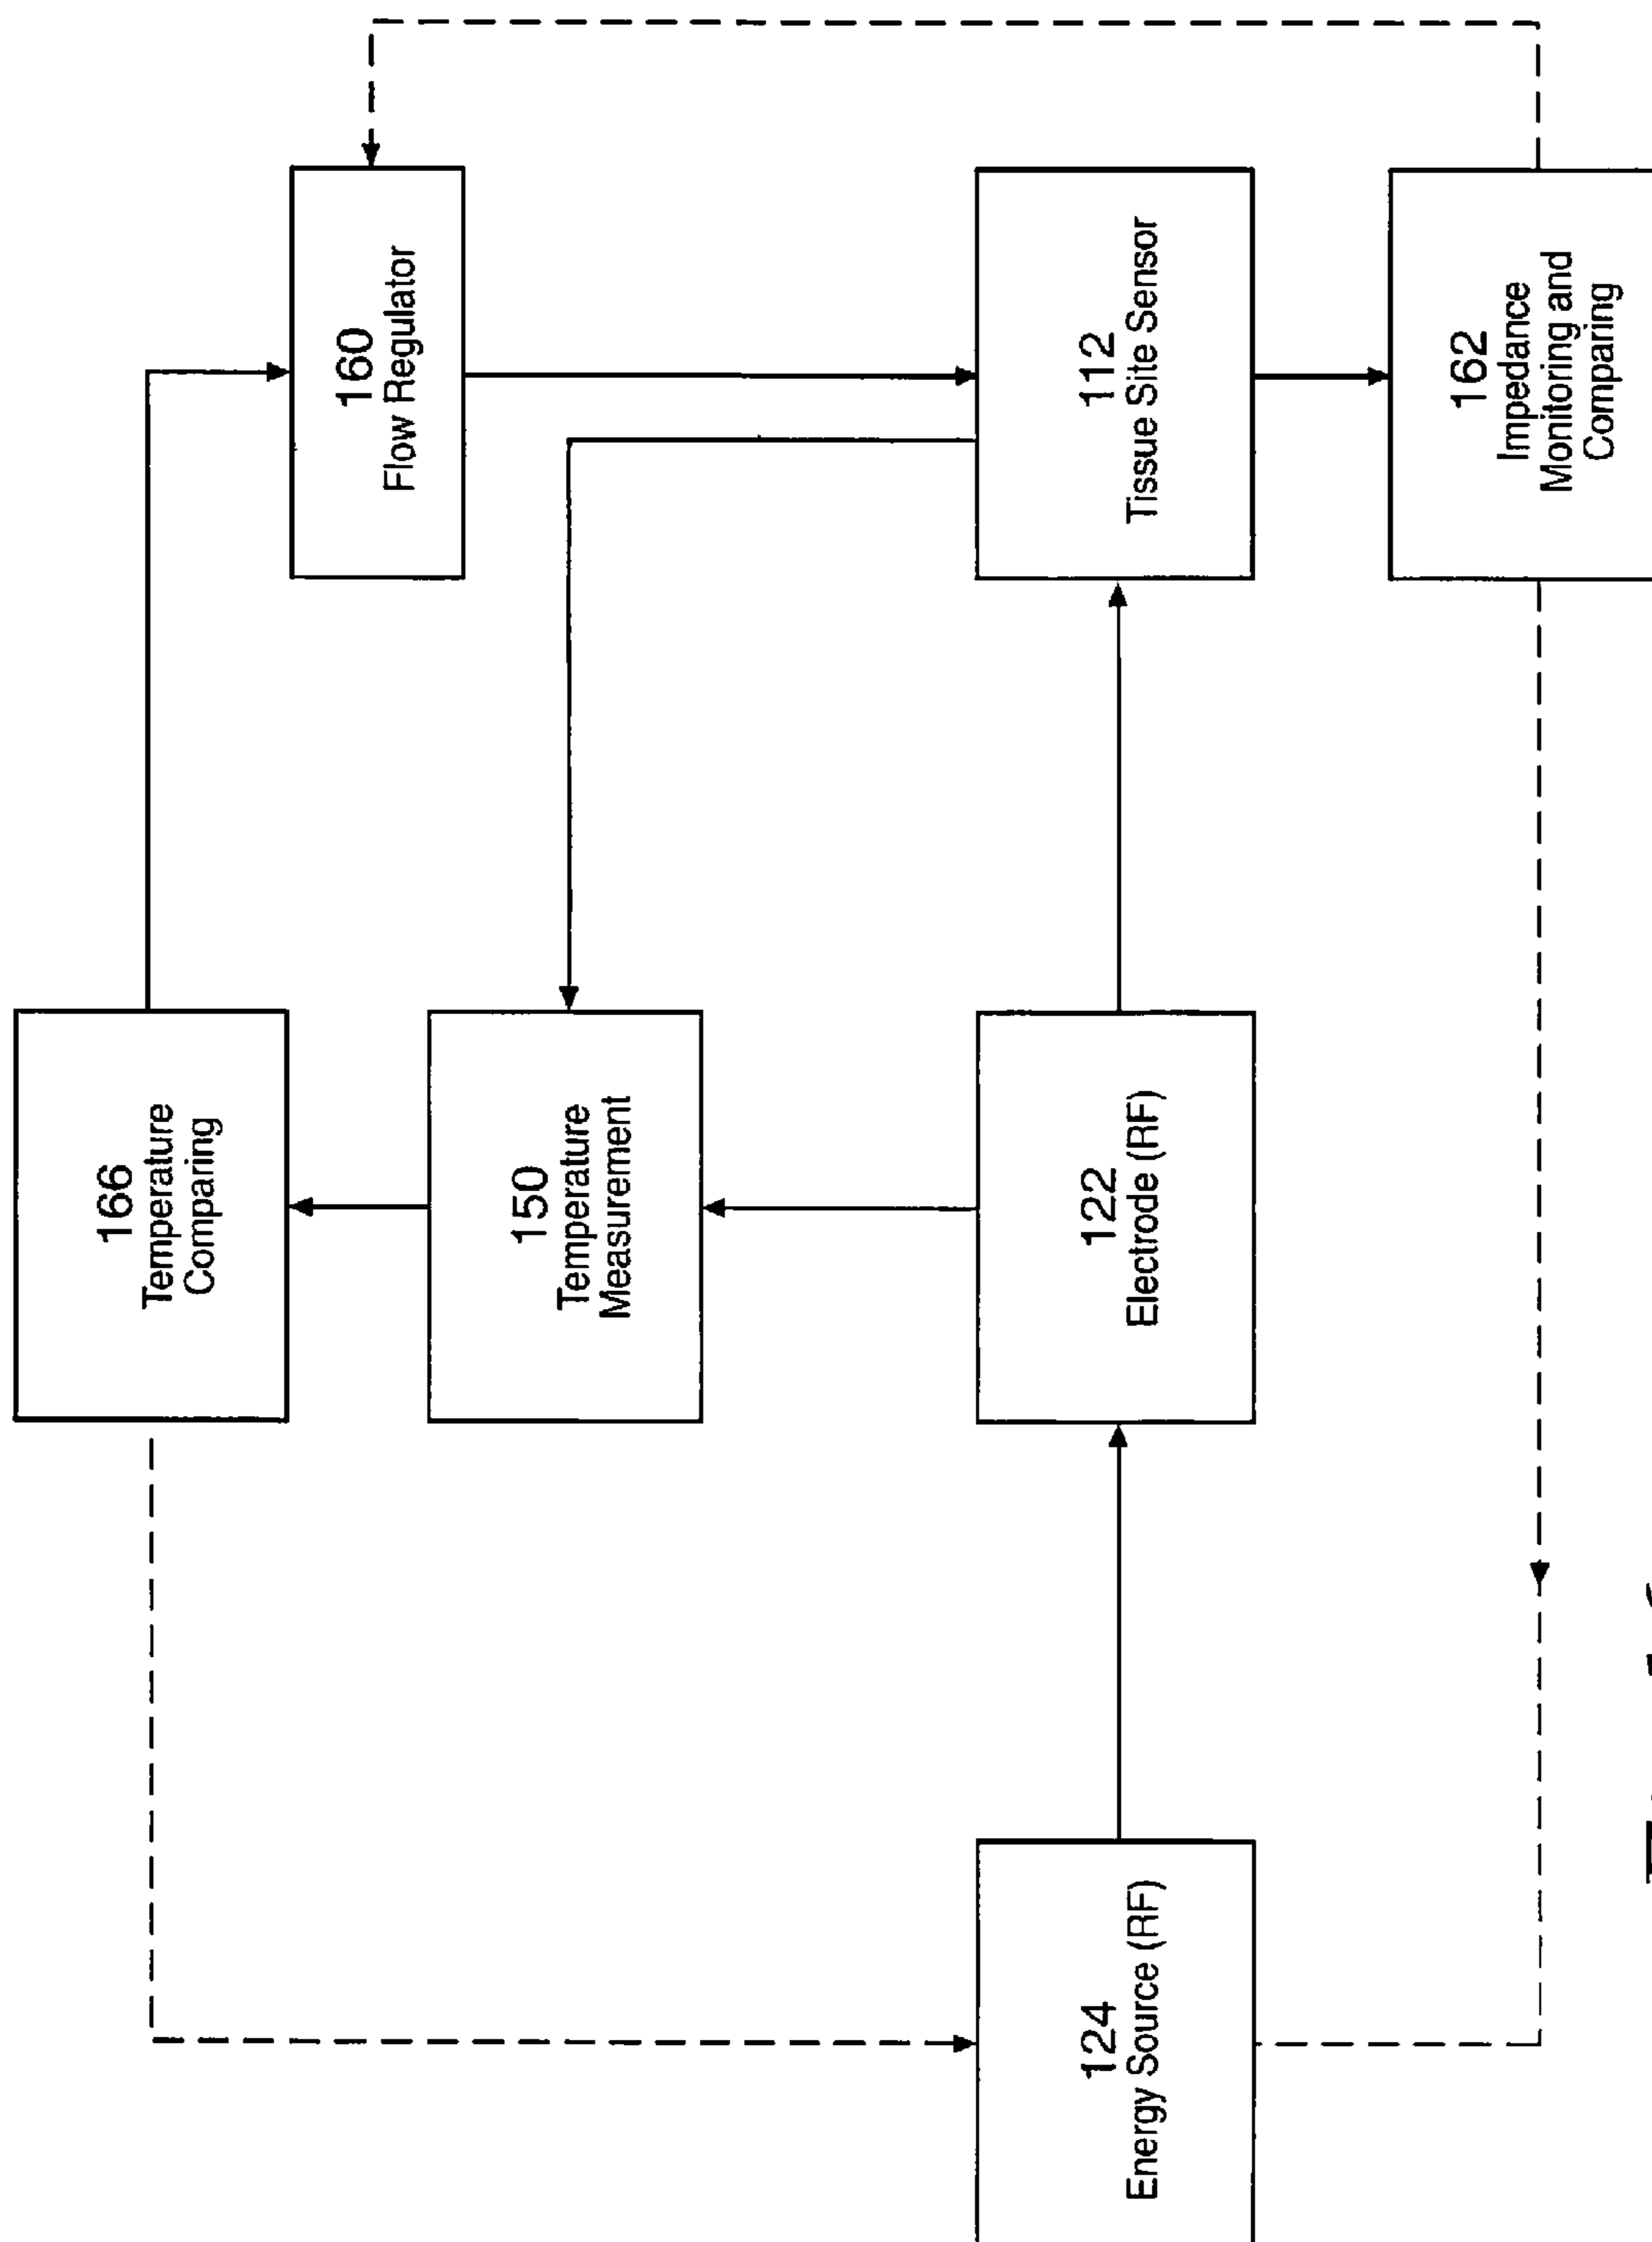 166
Temperature
Comparing
160
Flow Regulator
150
Temperature
Measurement
124
Energy Source (RF)
122
Electrode (RF)
112
Tissue Site Sensor
162
Impedance
Monitoring and
Comparing